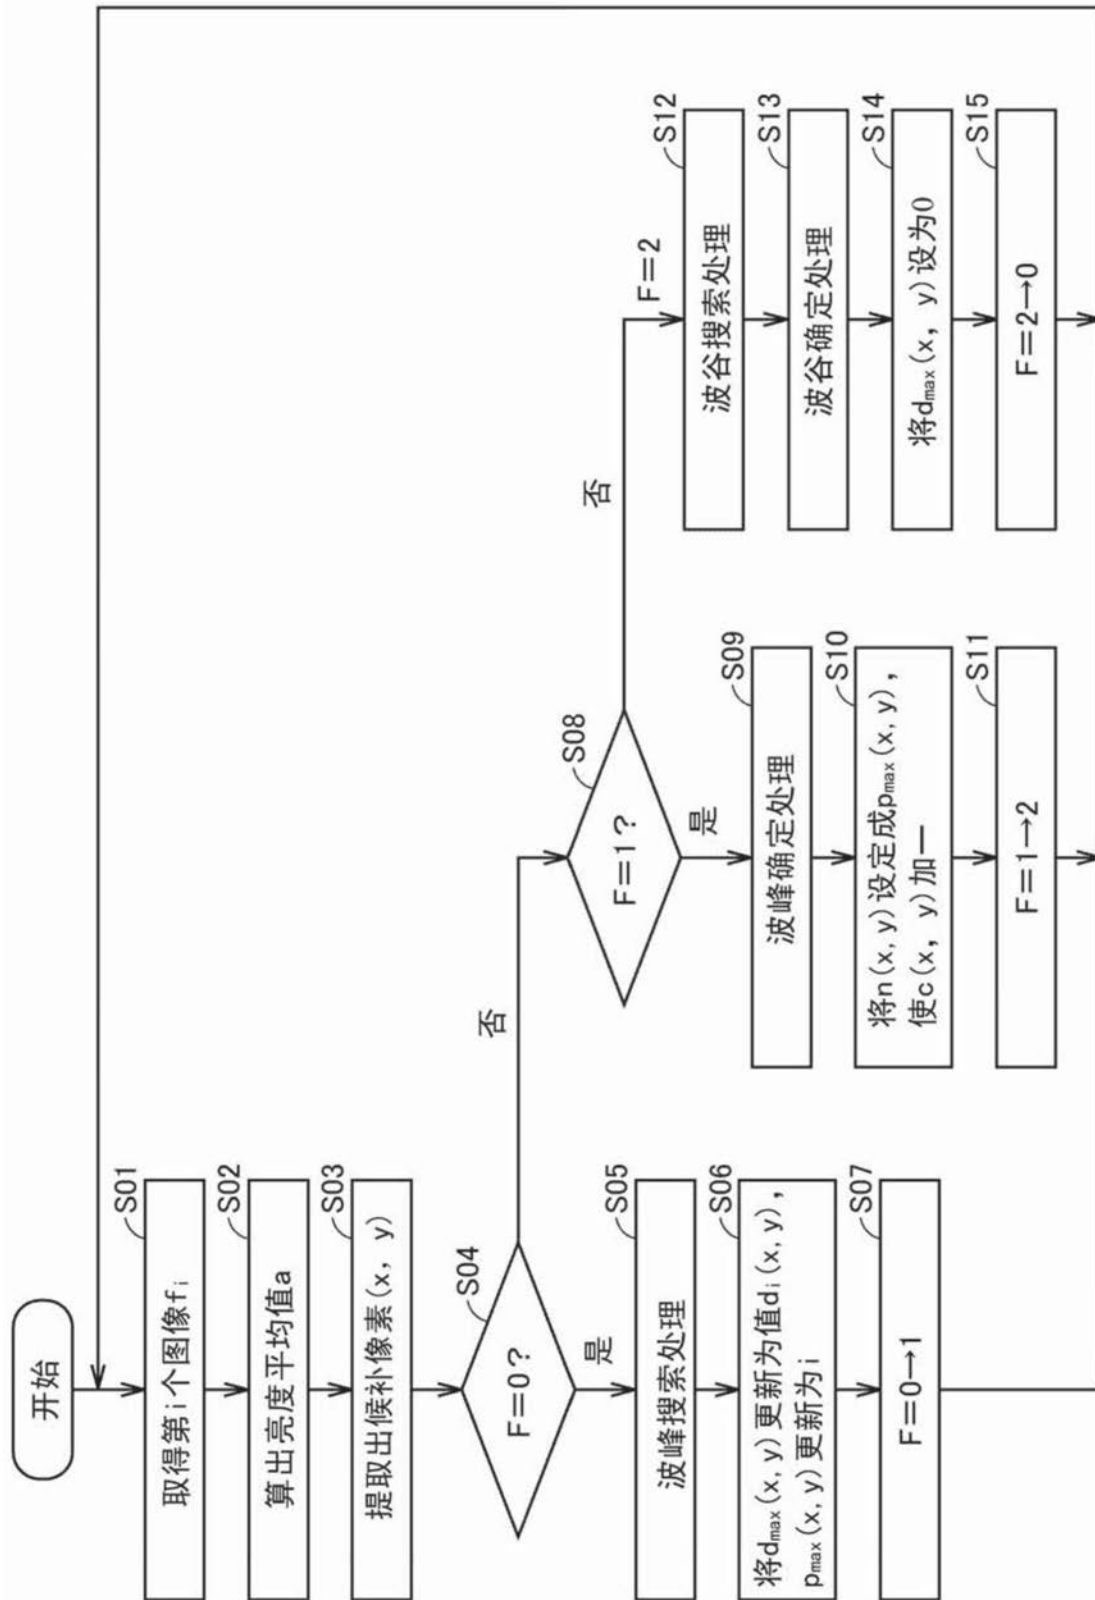 开始
S01
取得第i个图像fi
S02
算出亮度平均值a
S03
提取出候补像素(x, y)
S04
F=0?
是
否
S05
波峰搜索处理
S06
将dmax(x, y)更新为值di(x, y),
pmax(x, y)更新为i
S07
F=0→1
S08
F=1?
是
否
S09
波峰确定处理
S10
将n(x, y)设定成pmax(x, y),
使c(x, y)加一
S11
F=1→2
F=2
S12
波谷搜索处理
S13
波谷确定处理
S14
将dmax(x, y)设为0
S15
F=2→0